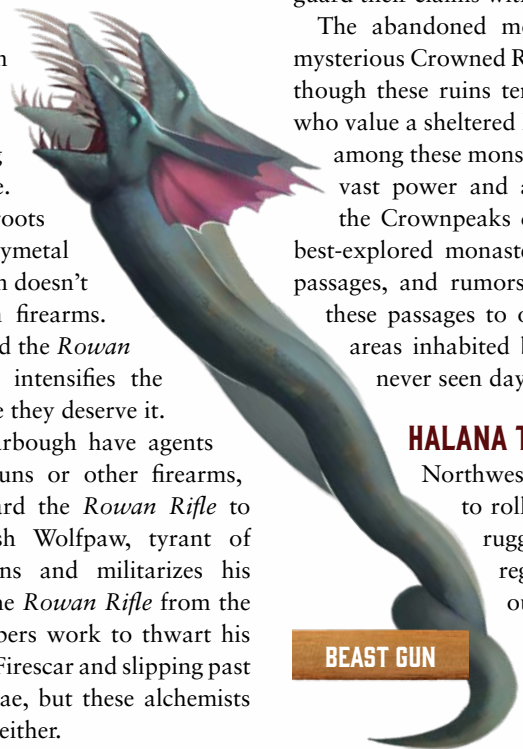 n
g
e.
roots
ymetal
n doesn't
n firearms.
d the Rowan
intensifies the
e they deserve it.
arbough have agents
uns or other firearms,
ard the Rowan Rifle to
sh Wolfpaw, tyrant of
ns and militarizes his
he Rowan Rifle from the
pers work to thwart his
Firescar and slipping past
ae, but these alchemists
either.
guard their claims with
The abandoned mo
mysterious Crowned R
though these ruins ter
who value a sheltered
among these mons
vast power and a
the Crownpeaks
best-explored monaste
passages, and rumors
these passages to o
areas inhabited
never seen day
HALANA T
Northwes
to roll
rugg
reg
ou
BEAST GUN